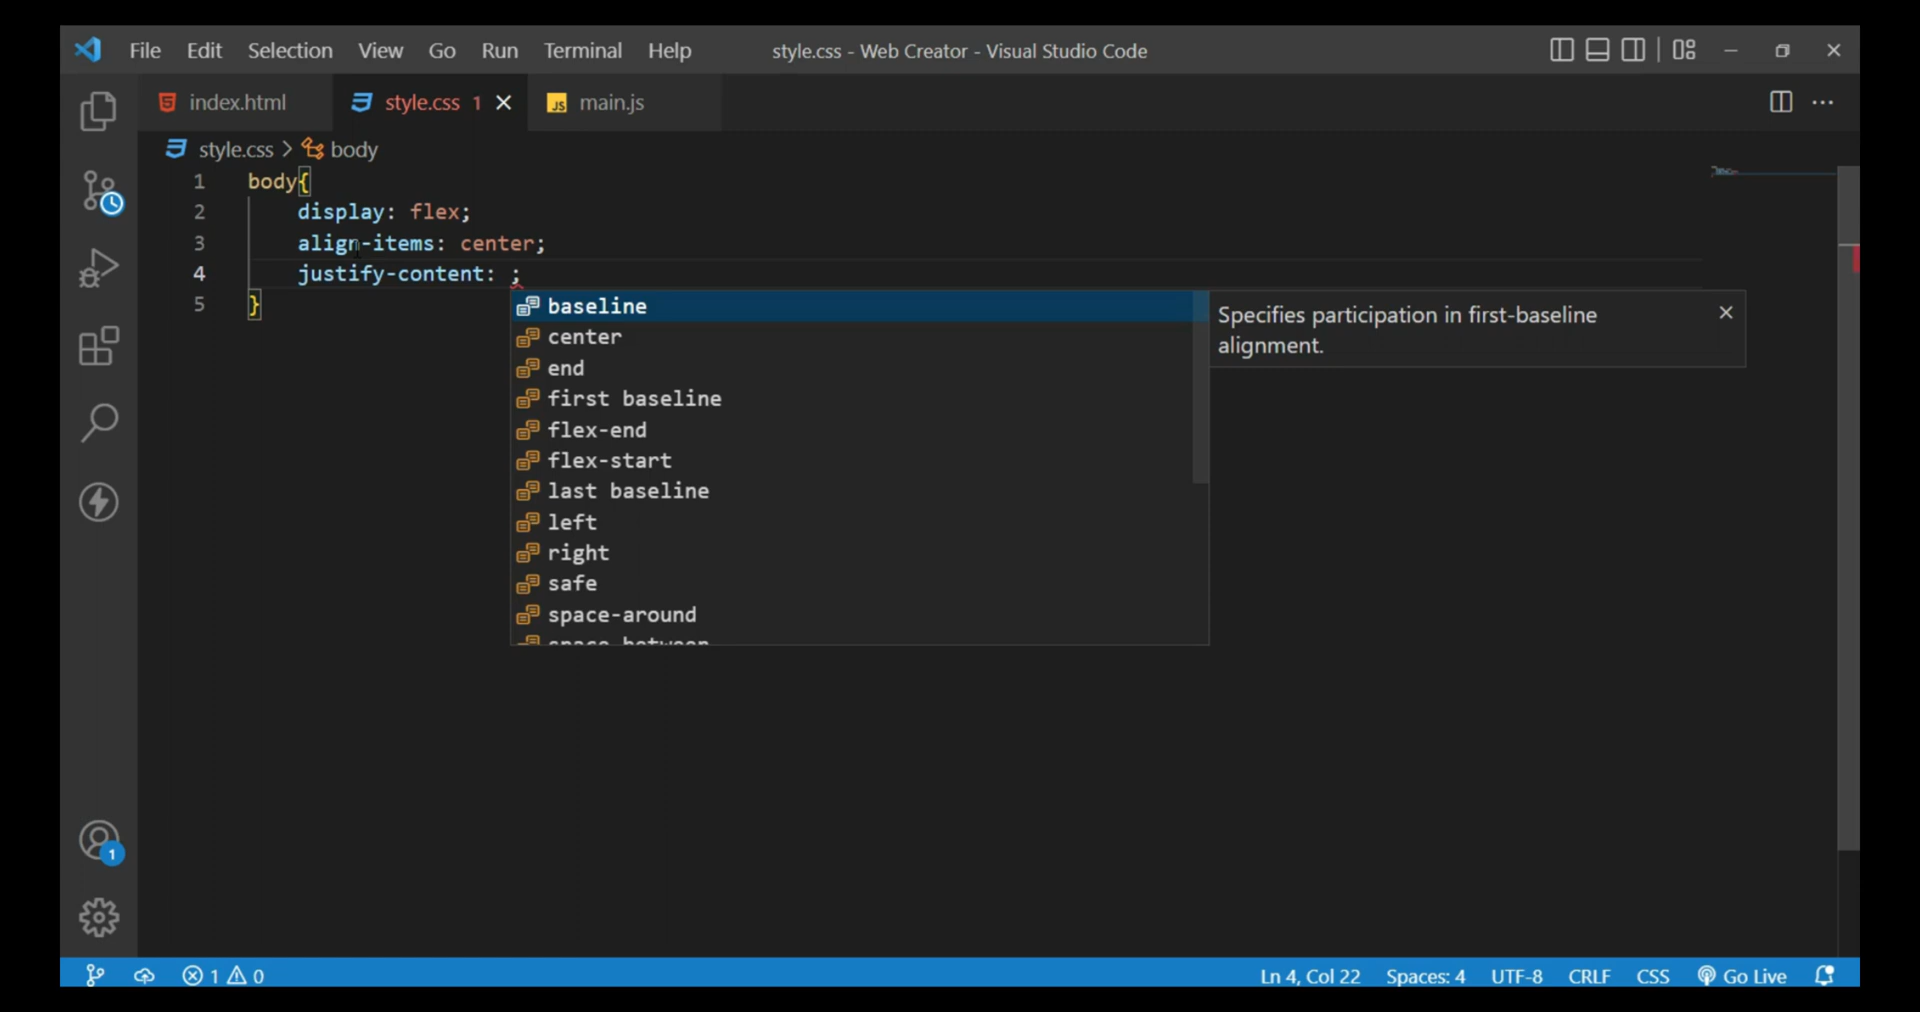 File Edit Selection View Go Run Terminal Help style.css - Web Creator - Visual Studio Code
index.html style.css 1 JS main.js
style.css > body
1 body{
2 display: flex;
3 align-items: center;
4 justify-content: ;
5 }
baseline
Specifies participation in first-baseline
alignment.
center
end
first baseline
flex-end
flex-start
last baseline
left
right
safe
space-around
space-between
1
1 0 Ln 4, Col 22 Spaces: 4 UTF-8 CRLF CSS Go Live